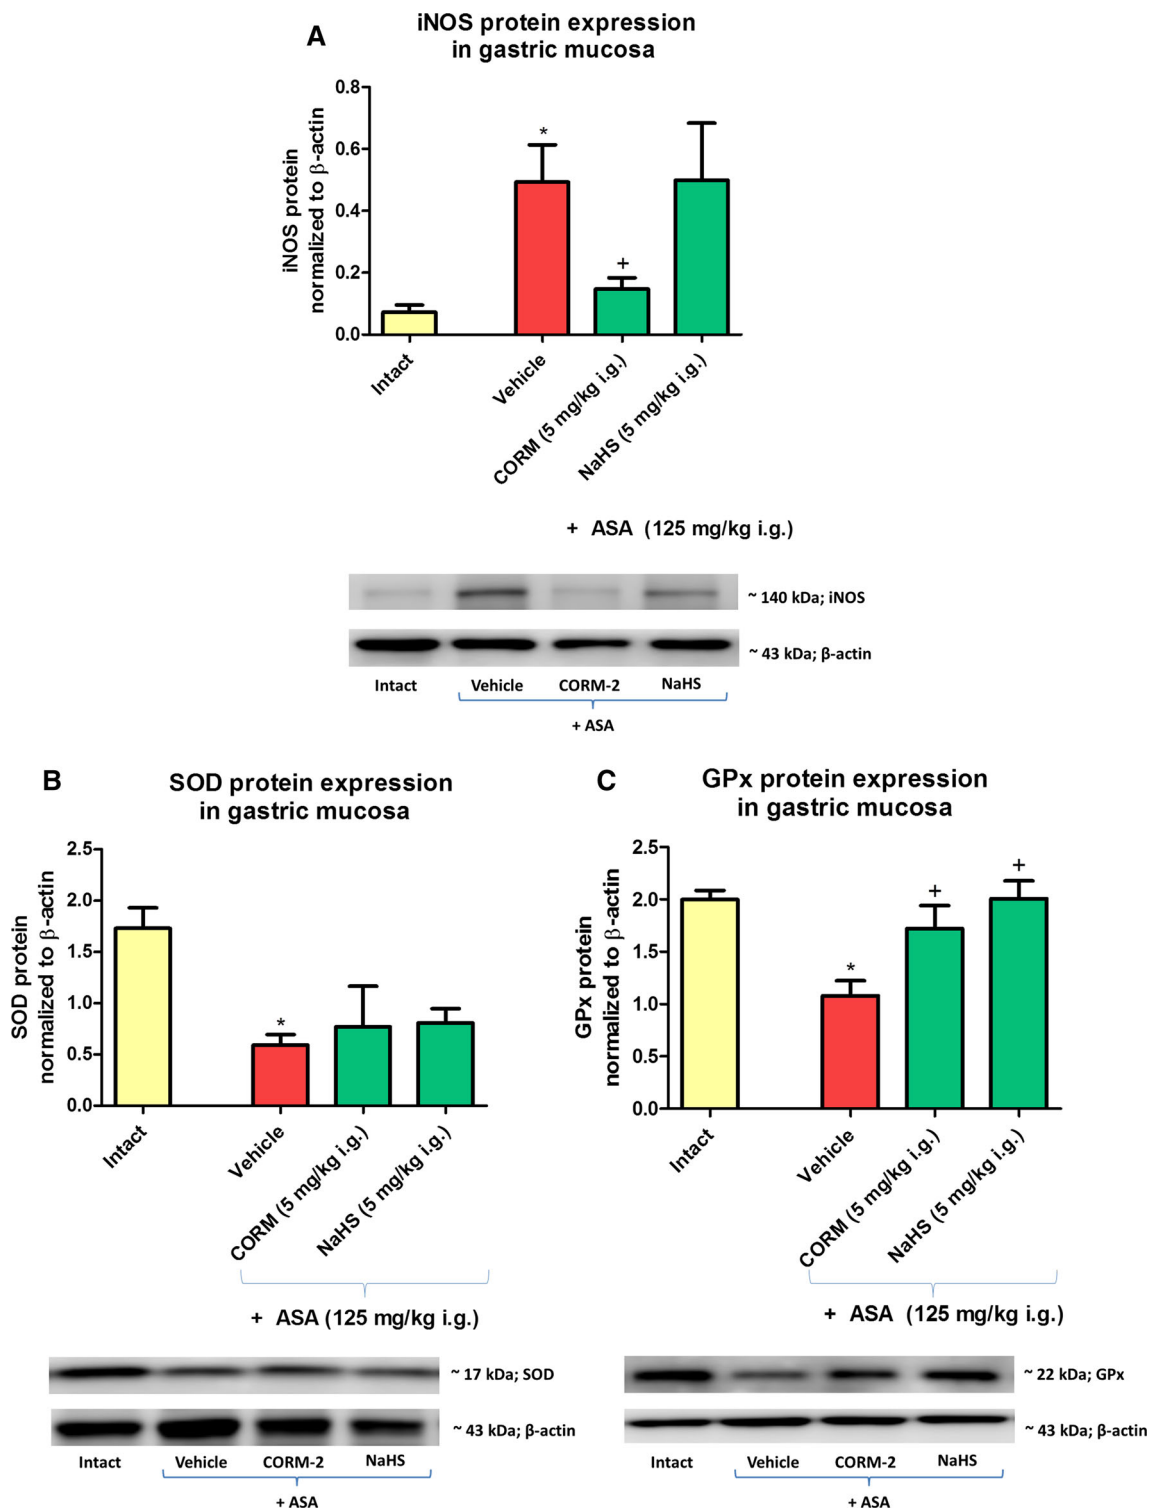 A
iNOS protein expression
in gastric mucosa
iNOS protein
normalized to β-actin
0.8
0.6
0.4
0.2
0.0
*
+
Intact
Vehicle
CORM (5 mg/kg i.g.)
NaHS (5 mg/kg i.g.)
+ ASA (125 mg/kg i.g.)
~ 140 kDa; iNOS
~ 43 kDa; β-actin
Intact Vehicle CORM-2 NaHS
+ ASA
B
SOD protein expression
in gastric mucosa
SOD protein
normalized to β-actin
2.5
2.0
1.5
1.0
0.5
0.0
*
Intact
Vehicle
CORM (5 mg/kg i.g.)
NaHS (5 mg/kg i.g.)
+ ASA (125 mg/kg i.g.)
~ 17 kDa; SOD
~ 43 kDa; β-actin
Intact Vehicle CORM-2 NaHS
+ ASA
C
GPx protein expression
in gastric mucosa
GPx protein
normalized to β-actin
2.5
2.0
1.5
1.0
0.5
0.0
*
+
+
Intact
Vehicle
CORM (5 mg/kg i.g.)
NaHS (5 mg/kg i.g.)
+ ASA (125 mg/kg i.g.)
~ 22 kDa; GPx
~ 43 kDa; β-actin
Intact Vehicle CORM-2 NaHS
+ ASA